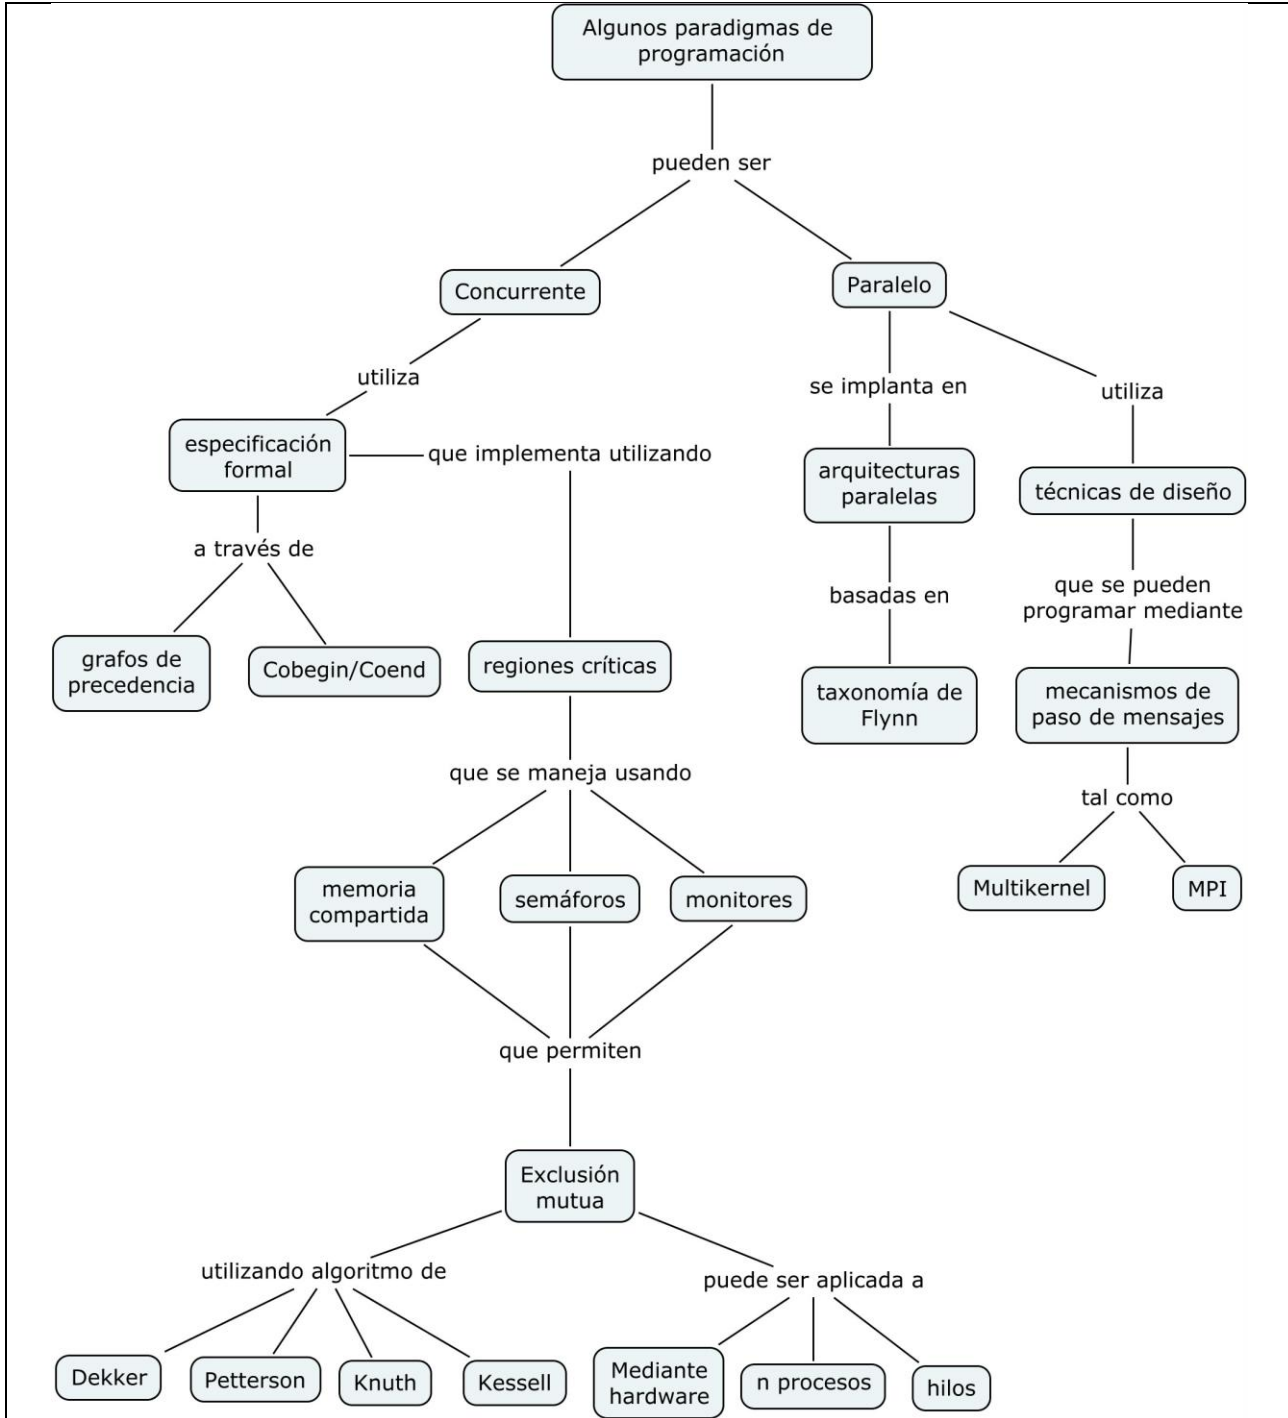 Algunos paradigmas de
programación
pueden ser
Concurrente
Paralelo
utiliza
se implanta en
utiliza
especificación
formal
que implementa utilizando
arquitecturas
paralelas
técnicas de diseño
a través de
basadas en
que se pueden
programar mediante
grafos de
precedencia
Cobegin/Coend
regiones críticas
taxonomía de
Flynn
mecanismos de
paso de mensajes
que se maneja usando
tal como
memoria
compartida
semáforos
monitores
Multikernel
MPI
que permiten
Exclusión
mutua
utilizando algoritmo de
puede ser aplicada a
Dekker
Petterson
Knuth
Kessell
Mediante
hardware
n procesos
hilos